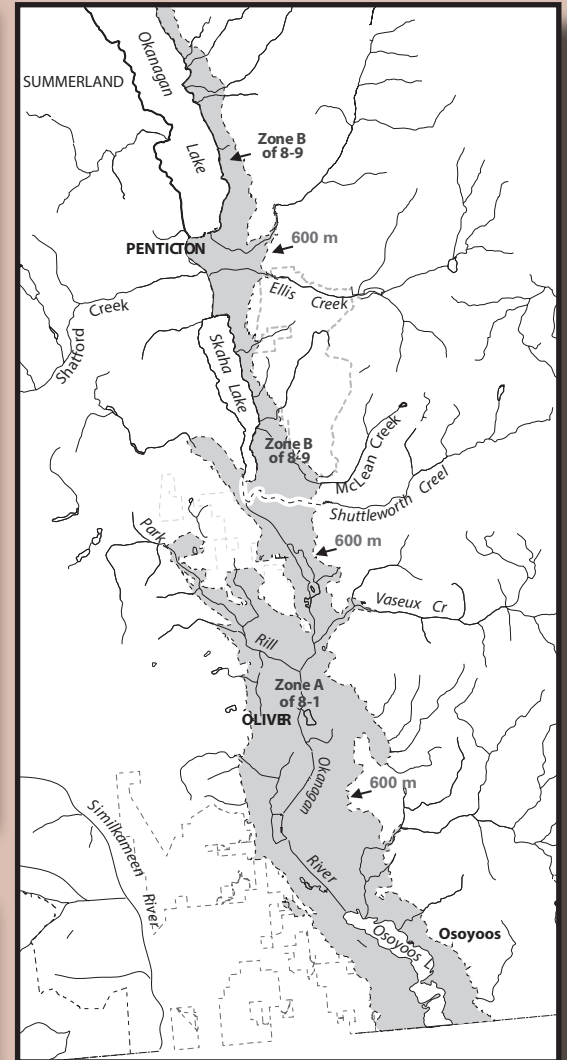 Okanagan
SUMMERLAND
Zone B
of 8-9
Lake
PENTICTON
600 m
Ellis Creek
Creek
Shatford
Skaha Lake
Zone B
of 8-9
McLean Creek
Shuttleworth Creel
Park
600 m
Vaseux Cr
Rill
Zone A
of 8-1
OLIVER
Okanagan
600 m
Similkameen
River
River
Osoyoos
Osoyoos L